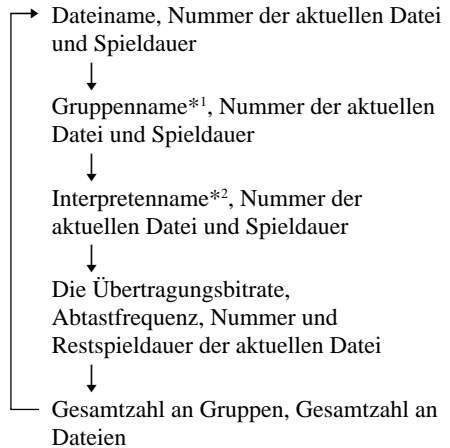 Dateiname, Nummer der aktuellen Datei
und Spieldauer
Gruppenname*¹, Nummer der aktuellen
Datei und Spieldauer
Interpretenname*², Nummer der
aktuellen Datei und Spieldauer
Die Übertragungsbitrate,
Abtastfrequenz, Nummer und
Restspieldauer der aktuellen Datei
Gesamtzahl an Gruppen, Gesamtzahl an
Dateien